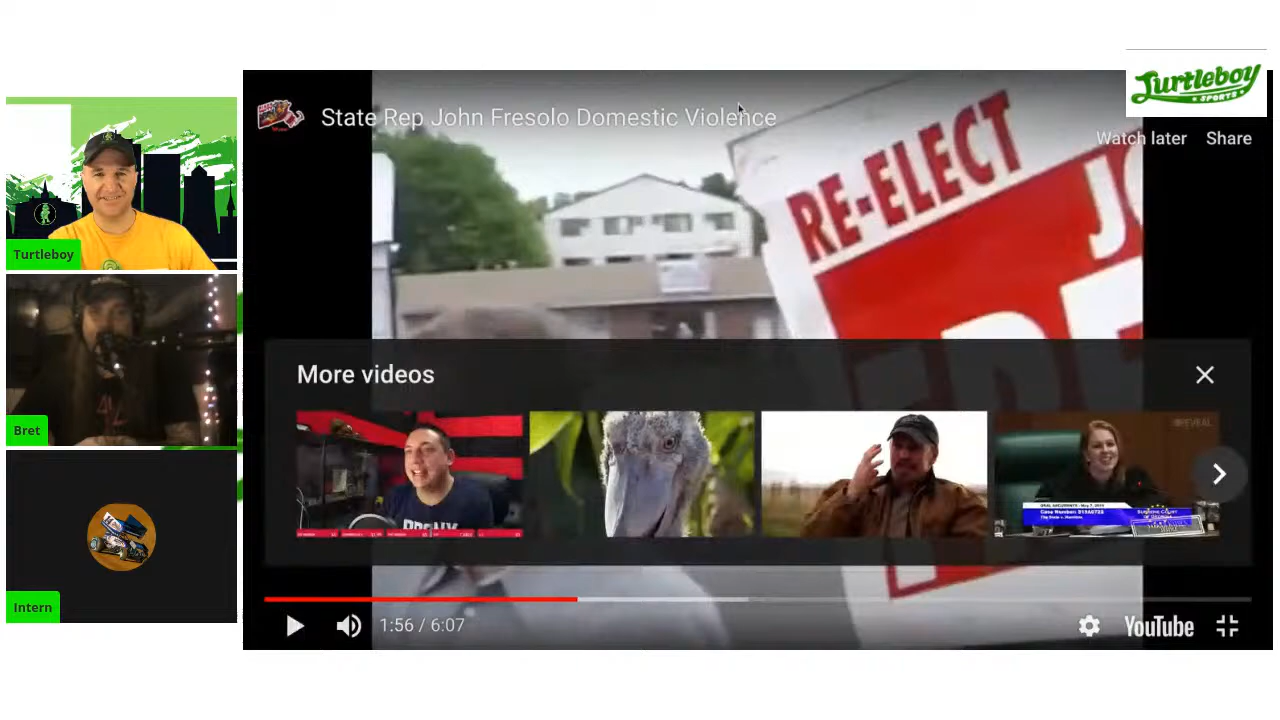 Turtleboy
SPORTS
State Rep John Fresolo Domestic Violence
Watch later
Share
RE-ELECT
Turtleboy
More videos
Bret
REVEAL
Intern
1:56 / 6:07
YouTube